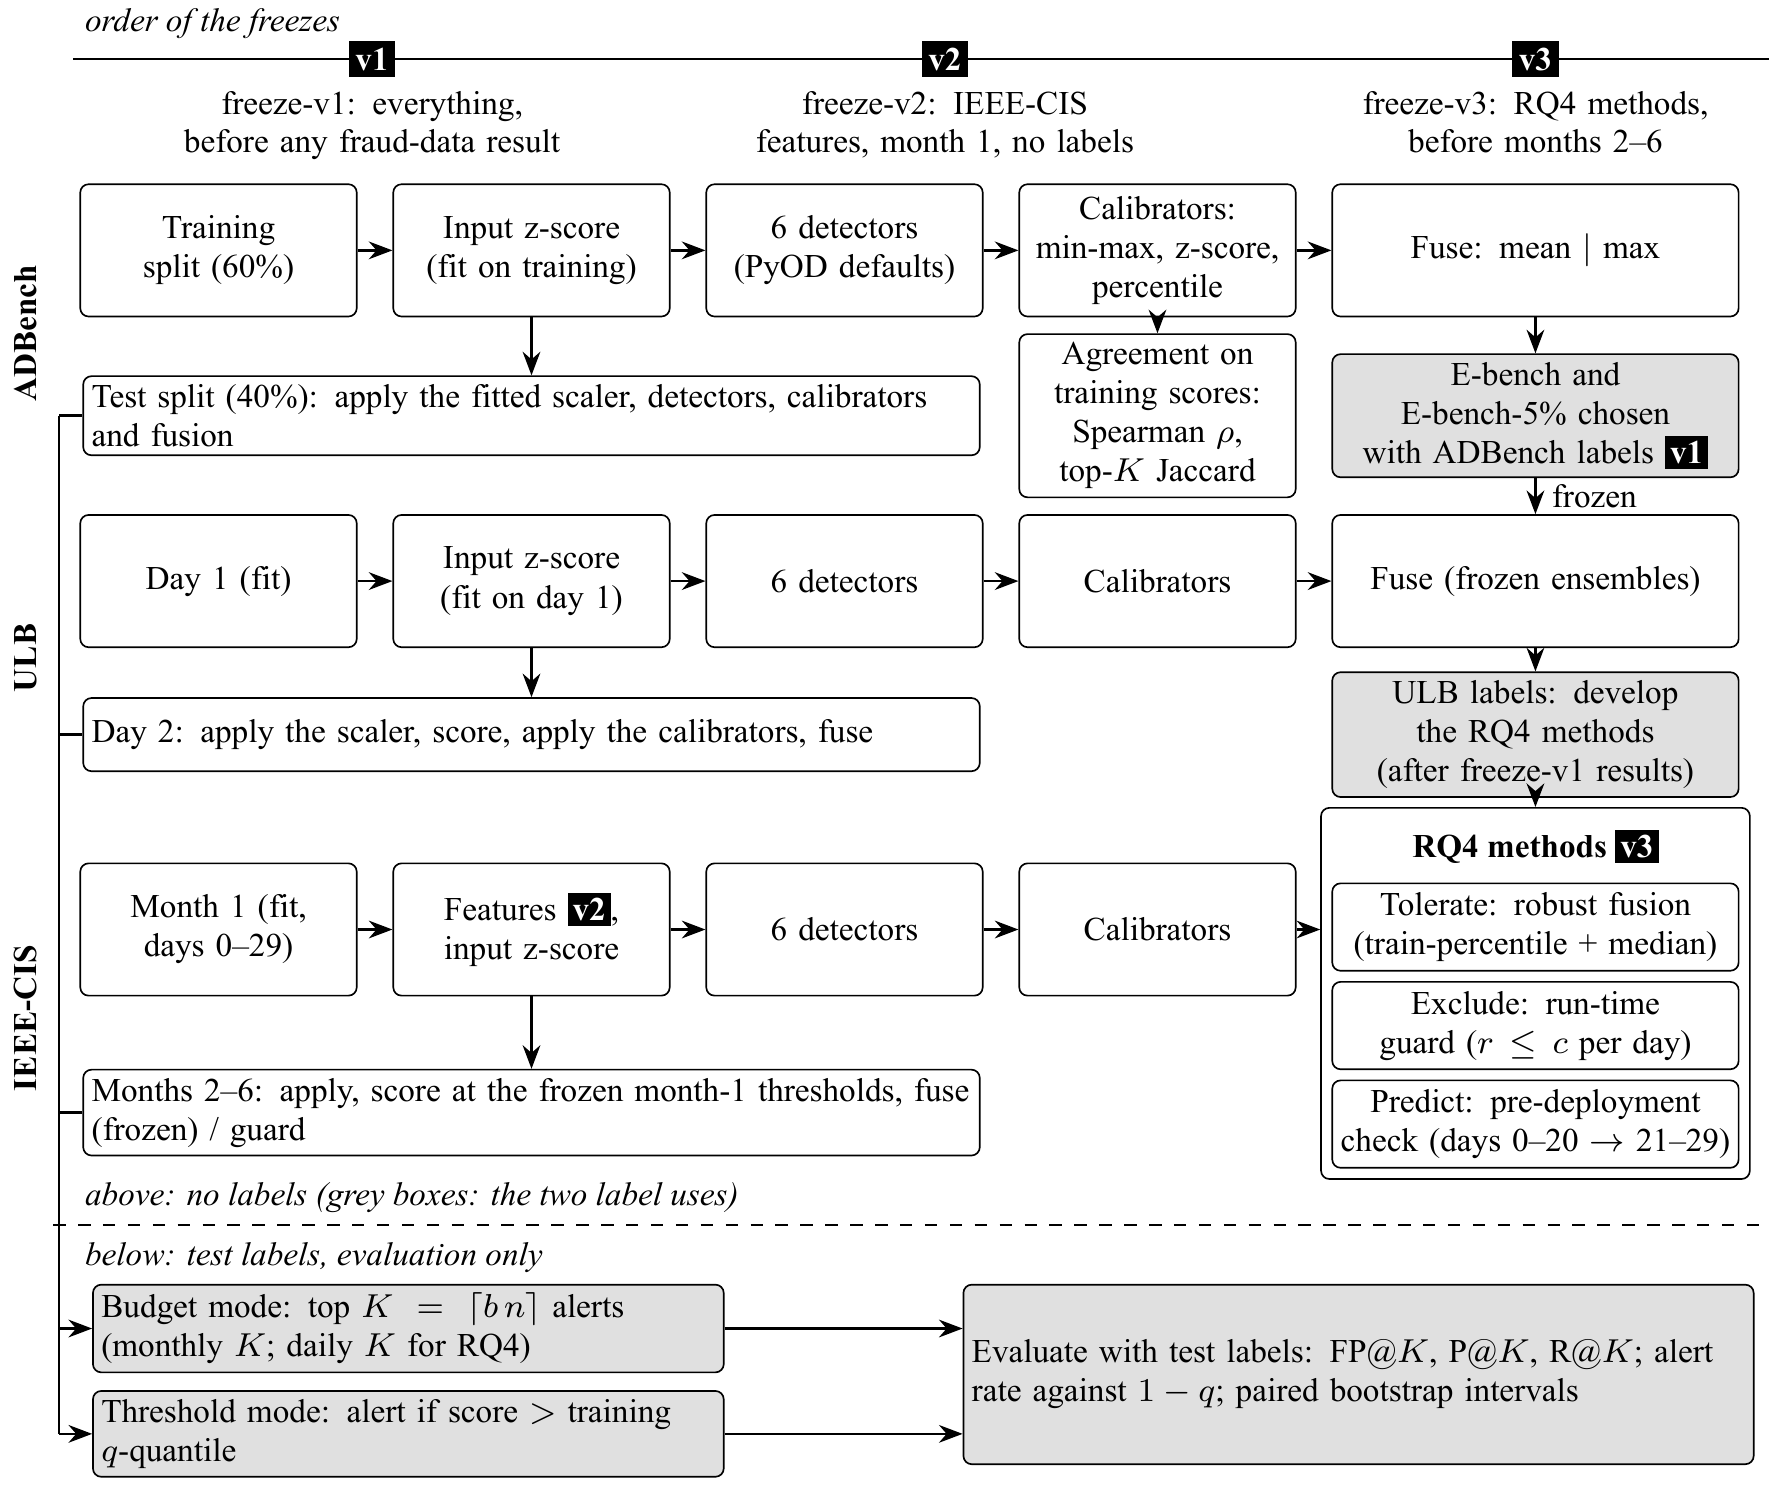 order of the freezes
v1
v2
v3
freeze-v1: everything,
before any fraud-data result
freeze-v2: IEEE-CIS
features, month 1, no labels
freeze-v3: RQ4 methods,
before months 2–6
ADBench
Training
split (60%)
Input z-score
(fit on training)
6 detectors
(PyOD defaults)
Calibrators:
min-max, z-score,
percentile
Fuse: mean | max
Agreement on
training scores:
Spearman ρ,
top-K Jaccard
E-bench and
E-bench-5% chosen
with ADBench labels v1
Test split (40%): apply the fitted scaler, detectors, calibrators
and fusion
frozen
ULB
Day 1 (fit)
Input z-score
(fit on day 1)
6 detectors
Calibrators
Fuse (frozen ensembles)
ULB labels: develop
the RQ4 methods
(after freeze-v1 results)
Day 2: apply the scaler, score, apply the calibrators, fuse
IEEE-CIS
Month 1 (fit,
days 0–29)
Features v2,
input z-score
6 detectors
Calibrators
RQ4 methods v3
Tolerate: robust fusion
(train-percentile + median)
Exclude: run-time
guard (r ≤ c per day)
Predict: pre-deployment
check (days 0–20 → 21–29)
Months 2–6: apply, score at the frozen month-1 thresholds, fuse
(frozen) / guard
above: no labels (grey boxes: the two label uses)
below: test labels, evaluation only
Budget mode: top K = ⌈b n⌉ alerts
(monthly K; daily K for RQ4)
Threshold mode: alert if score > training
q-quantile
Evaluate with test labels: FP@K, P@K, R@K; alert
rate against 1 − q; paired bootstrap intervals